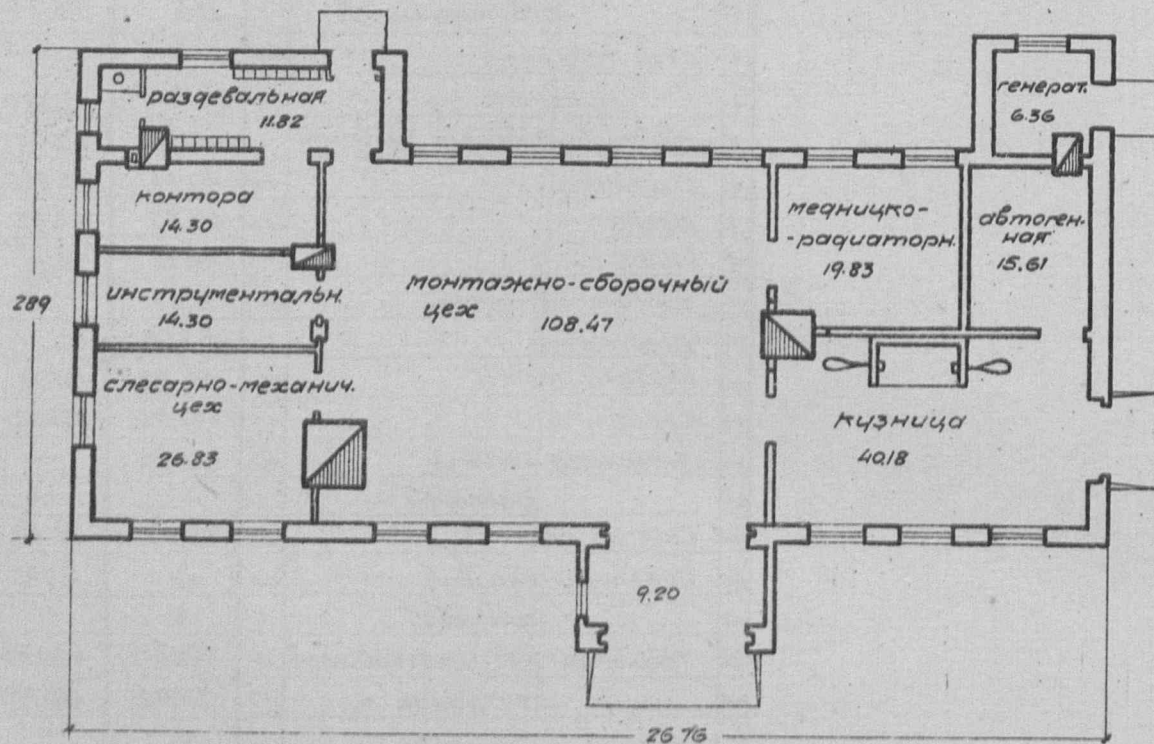 раздевальная
11.82
генерат.
6.36
контора
14.30
медницко-
-радиаторн.
19.83
автоген-
ная
15.61
инструментальн.
14.30
монтажно-сборочный
цех 108.47
289
слесарно-механич.
цех
26.83
кузница
40.18
9.20
26 76